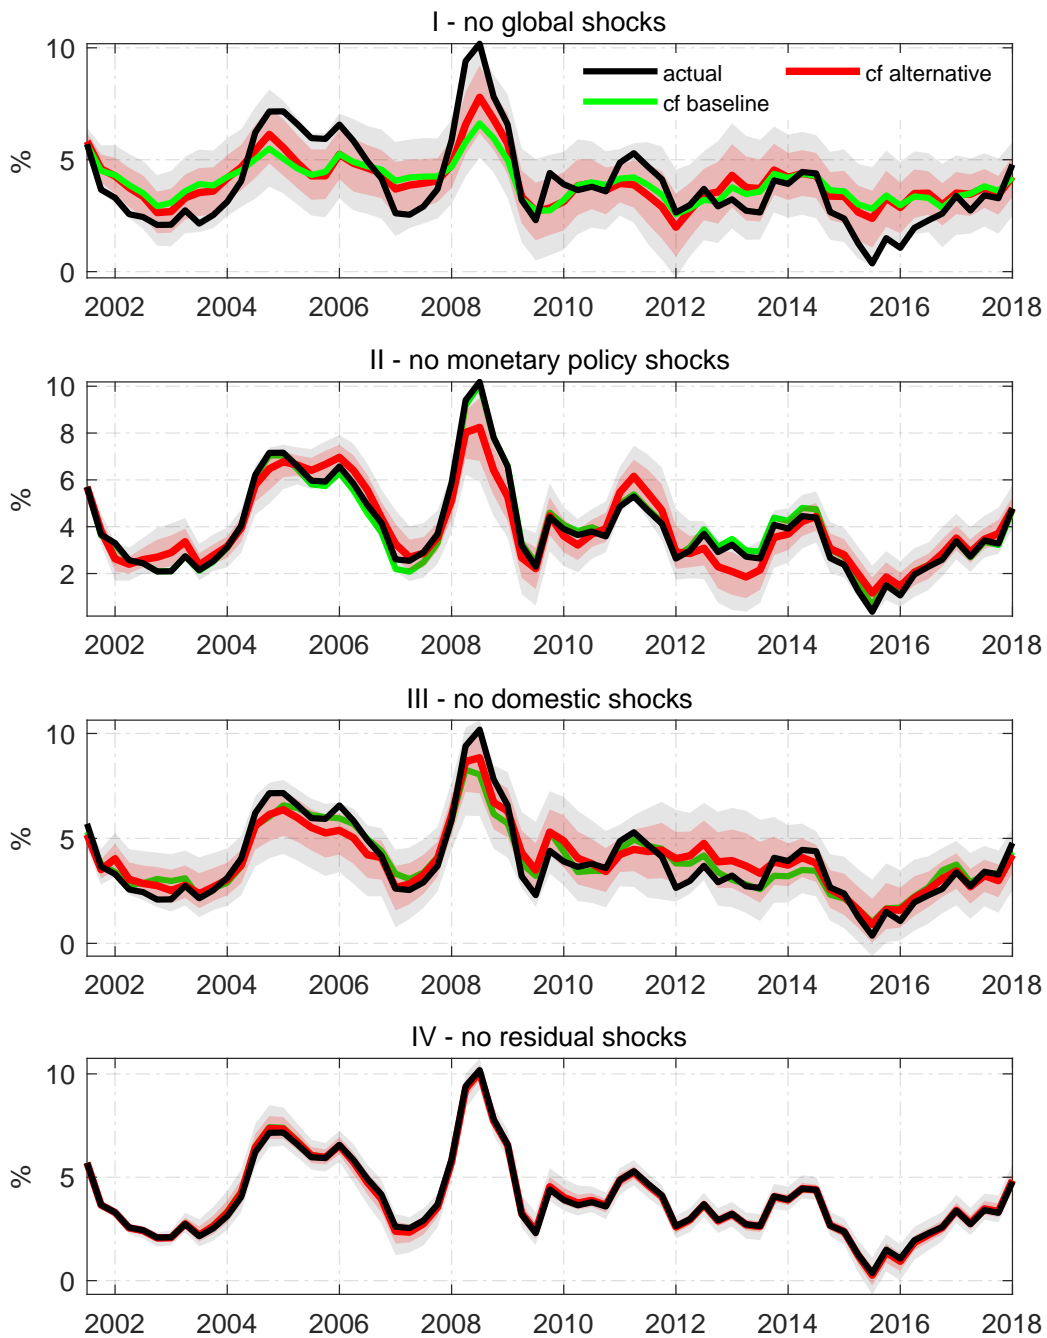 I - no global shocks
10
5
0
%
actual
cf alternative
cf baseline
2002 2004 2006 2008 2010 2012 2014 2016 2018
II - no monetary policy shocks
10
8
6
4
2
%
2002 2004 2006 2008 2010 2012 2014 2016 2018
III - no domestic shocks
10
5
0
%
2002 2004 2006 2008 2010 2012 2014 2016 2018
IV - no residual shocks
10
5
0
%
2002 2004 2006 2008 2010 2012 2014 2016 2018